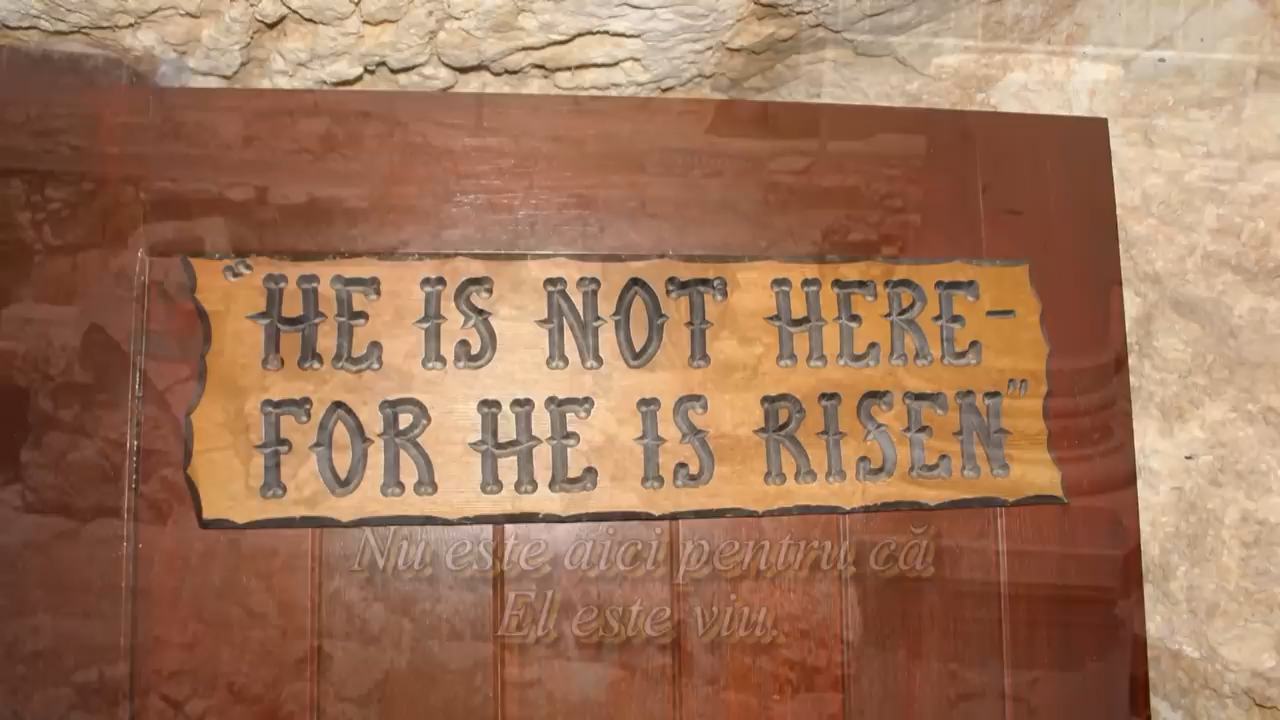 “HE IS NOT HERE-
FOR HE IS RISEN"
Nu este aici pentru că
El este viu.